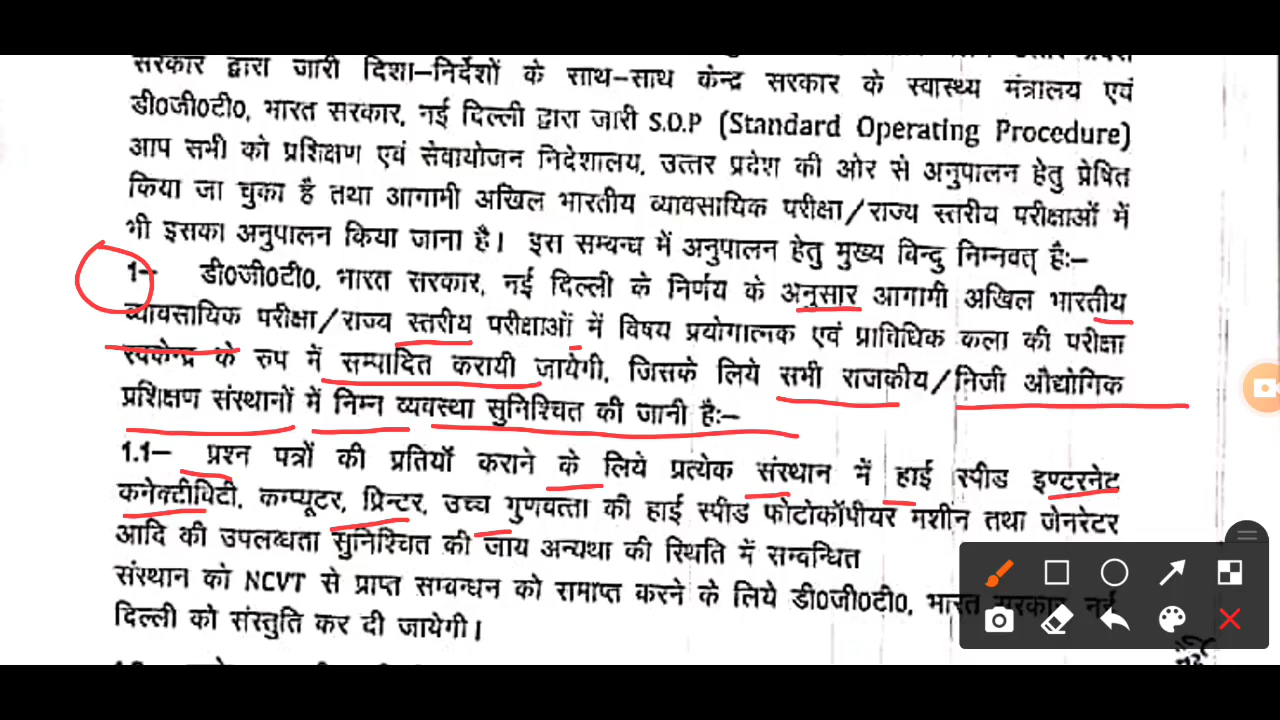 सरकार द्वारा जारी दिशा–निर्देशों के साथ–साथ केन्द्र सरकार के स्वास्थ्य मंत्रालय एवं
डी0जी0टी0, भारत सरकार, नई दिल्ली द्वारा जारी S.O.P (Standard Operating Procedure)
आप सभी को प्रशिक्षण एवं सेवायोजन निदेशालय, उत्तर प्रदेश की ओर से अनुपालन हेतु प्रेषित
किया जा चुका है तथा आगामी अखिल भारतीय व्यावसायिक परीक्षा/राज्य स्तरीय परीक्षाओं में
भी इसका अनुपालन किया जाना है। इस सम्बन्ध में अनुपालन हेतु मुख्य विन्दु निम्नवत् है:–
1– डी0जी0टी0, भारत सरकार, नई दिल्ली के निर्णय के अनुसार आगामी अखिल भारतीय
व्यावसायिक परीक्षा/राज्य स्तरीय परीक्षाओं में विषय प्रयोगात्मक एवं प्राविधिक कला की परीक्षा
स्वकेन्द्र के रुप में सम्पादित करायी जायेगी, जिसके लिये सभी राजकीय/निजी औद्योगिक
प्रशिक्षण संस्थानों में निम्न व्यवस्था सुनिश्चित की जानी है:–
1.1– प्रश्न पत्रों की प्रतियॉ कराने के लिये प्रत्येक संस्थान में हाई स्पीड इण्टरनेट
कनेक्टीविटी, कम्प्यूटर, प्रिन्टर, उच्च गुणवत्ता की हाई स्पीड फोटोकॉपीयर मशीन तथा जेनरेटर
आदि की उपलब्धता सुनिश्चित की जाय अन्यथा की स्थिति में सम्वन्धित
संस्थान को NCVT से प्राप्त सम्वन्धन को समाप्त करने के लिये डी0जी0टी0, भारत सरकार नई
दिल्ली को संस्तुति कर दी जायेगी।